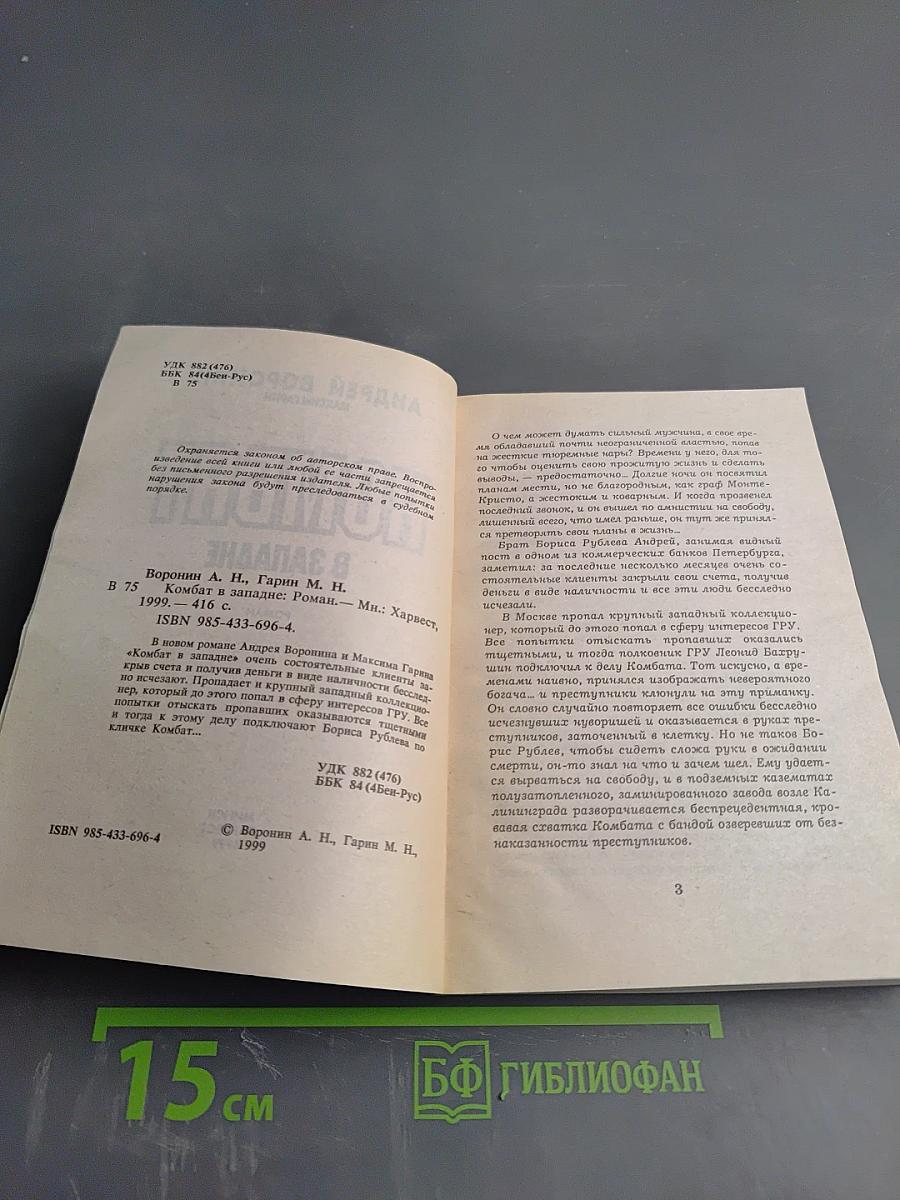 УДК 882(476)
ББК 84(4Беи-Рус)
В 75
Охраняется законом об авторском праве. Воспро-
изведение всей книги или любой ее части запрещается
без письменного разрешения издателя. Любые попытки
нарушения закона будут преследоваться в судебном
порядке.
Воронин А. Н., Гарин М. Н.
В 75 Комбат в западне: Роман.— Мн.: Харвест,
1999.— 416 с.
ISBN 985-433-696-4.
В новом романе Андрея Воронина и Максима Гарина
«Комбат в западне» очень состоятельные клиенты за-
крыв счета и получив деньги в виде наличности бесслед-
но исчезают. Пропадает и крупный западный коллекцио-
нер, который до этого попал в сферу интересов ГРУ. Все
попытки отыскать пропавших оказываются тщетными
и тогда к этому делу подключают Бориса Рублева по
кличке Комбат...
УДК 882(476)
ББК 84(4Беи-Рус)
ISBN 985-433-696-4
© Воронин А. Н., Гарин М. Н.,
1999
О чем может думать сильный мужчина, в свое вре-
мя обладавший почти неограниченной властью, попав
на жесткие тюремные нары? Времени у него, для то-
го чтобы оценить свою прожитую жизнь и сделать
выводы, — предостаточно... Долгие ночи он посвятил
планам мести, но не благородным, как граф Монте-
Кристо, а жестоким и коварным. И когда прозвенел
последний звонок, и он вышел по амнистии на свободу,
лишенный всего, что имел раньше, он тут же принял-
ся претворять свои планы в жизнь...
Брат Бориса Рублева Андрей, занимая видный
пост в одном из коммерческих банков Петербурга,
заметил: за последние несколько месяцев очень со-
стоятельные клиенты закрыли свои счета, получив
деньги в виде наличности и все эти люди бесследно
исчезали.
В Москве пропал крупный западный коллекцио-
нер, который до этого попал в сферу интересов ГРУ.
Все попытки отыскать пропавших оказались
тщетными, и тогда полковник ГРУ Леонид Бахру-
шин подключил к делу Комбата. Тот искусно, а вре-
менами наивно, принялся изображать невероятного
богача... и преступники клюнули на эту приманку.
Он словно случайно повторяет все ошибки бесследно
исчезнувших нуворишей и оказывается в руках пре-
ступников, заточенный в клетку. Но не таков Бо-
рис Рублев, чтобы сидеть сложа руки в ожидании
смерти, он-то знал на что и зачем шел. Ему удает-
ся вырваться на свободу, и в подземных казематах
полузатопленного, заминированного завода возле Ка-
лининграда разворачивается беспрецедентная, кро-
вавая схватка Комбата с бандой озверевших от без-
наказанности преступников.
3
15 см
БФ ГИБЛИОФАН